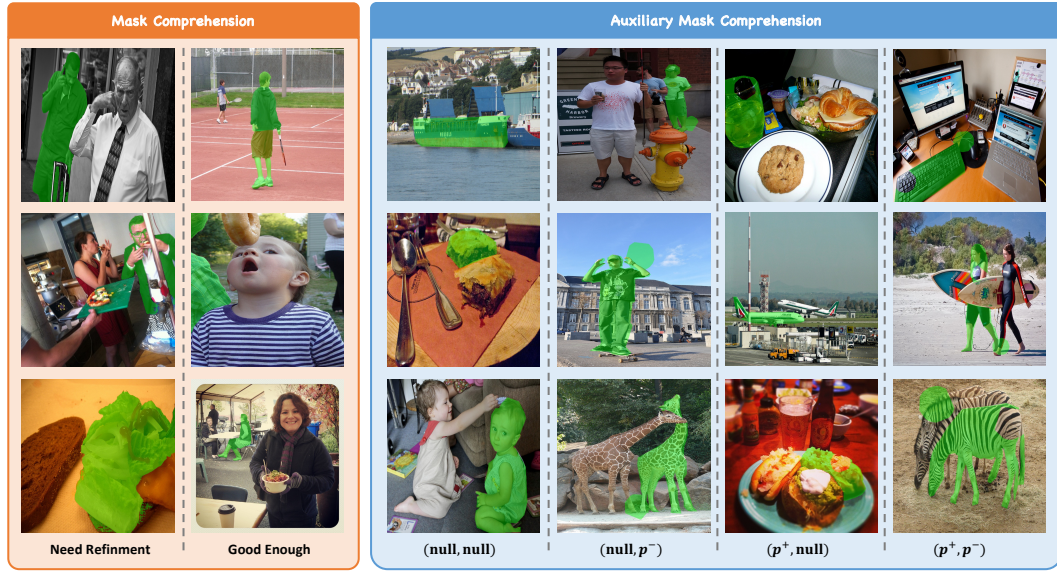 Mask Comprehension
Auxiliary Mask Comprehension
Need Refinment
Good Enough
(null, null)
(null, p⁻)
(p⁺, null)
(p⁺, p⁻)